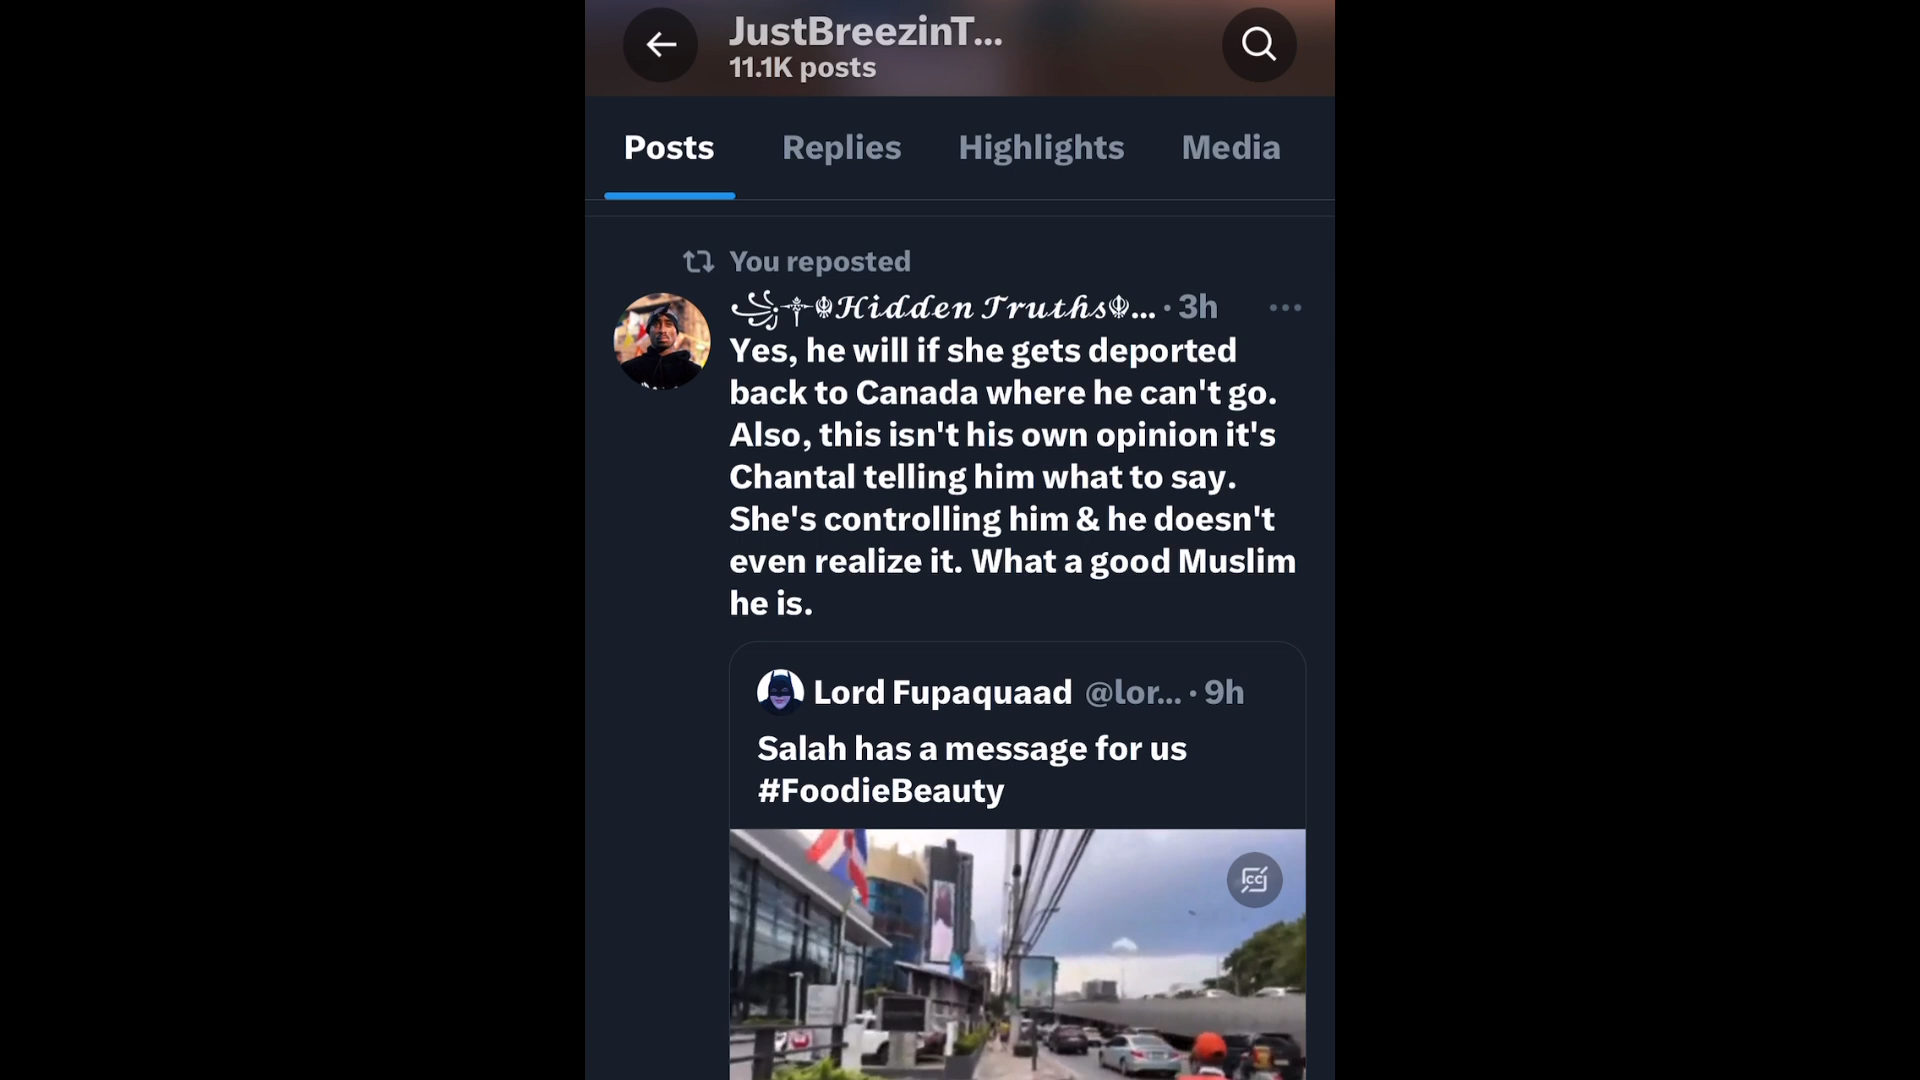 JustBreezinT...
11.1K posts
Posts Replies Highlights Media
You reposted
꧁༒☬𝓗𝓲𝓭𝓭𝓮𝓷 𝓣𝓻𝓾𝓽𝓱𝓼☬... · 3h
Yes, he will if she gets deported
back to Canada where he can't go.
Also, this isn't his own opinion it's
Chantal telling him what to say.
She's controlling him & he doesn't
even realize it. What a good Muslim
he is.
Lord Fupaquaad @lor... · 9h
Salah has a message for us
#FoodieBeauty
CC